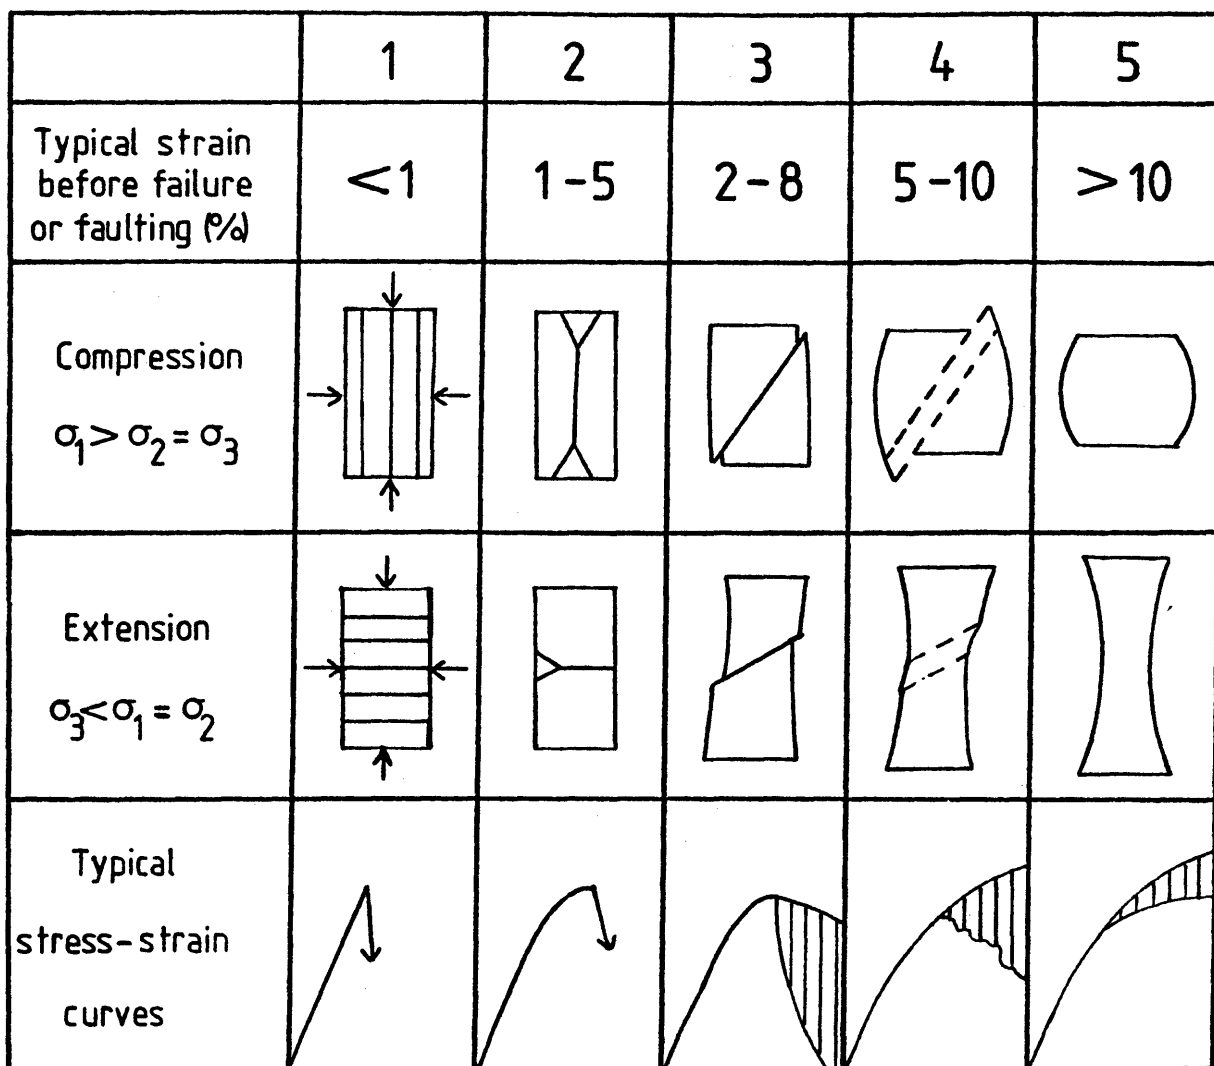 1 2 3 4 5
Typical strain
before failure
or faulting (%)
<1 1-5 2-8 5-10 >10
Compression
σ1 > σ2 = σ3
Extension
σ3 < σ1 = σ2
Typical
stress-strain
curves